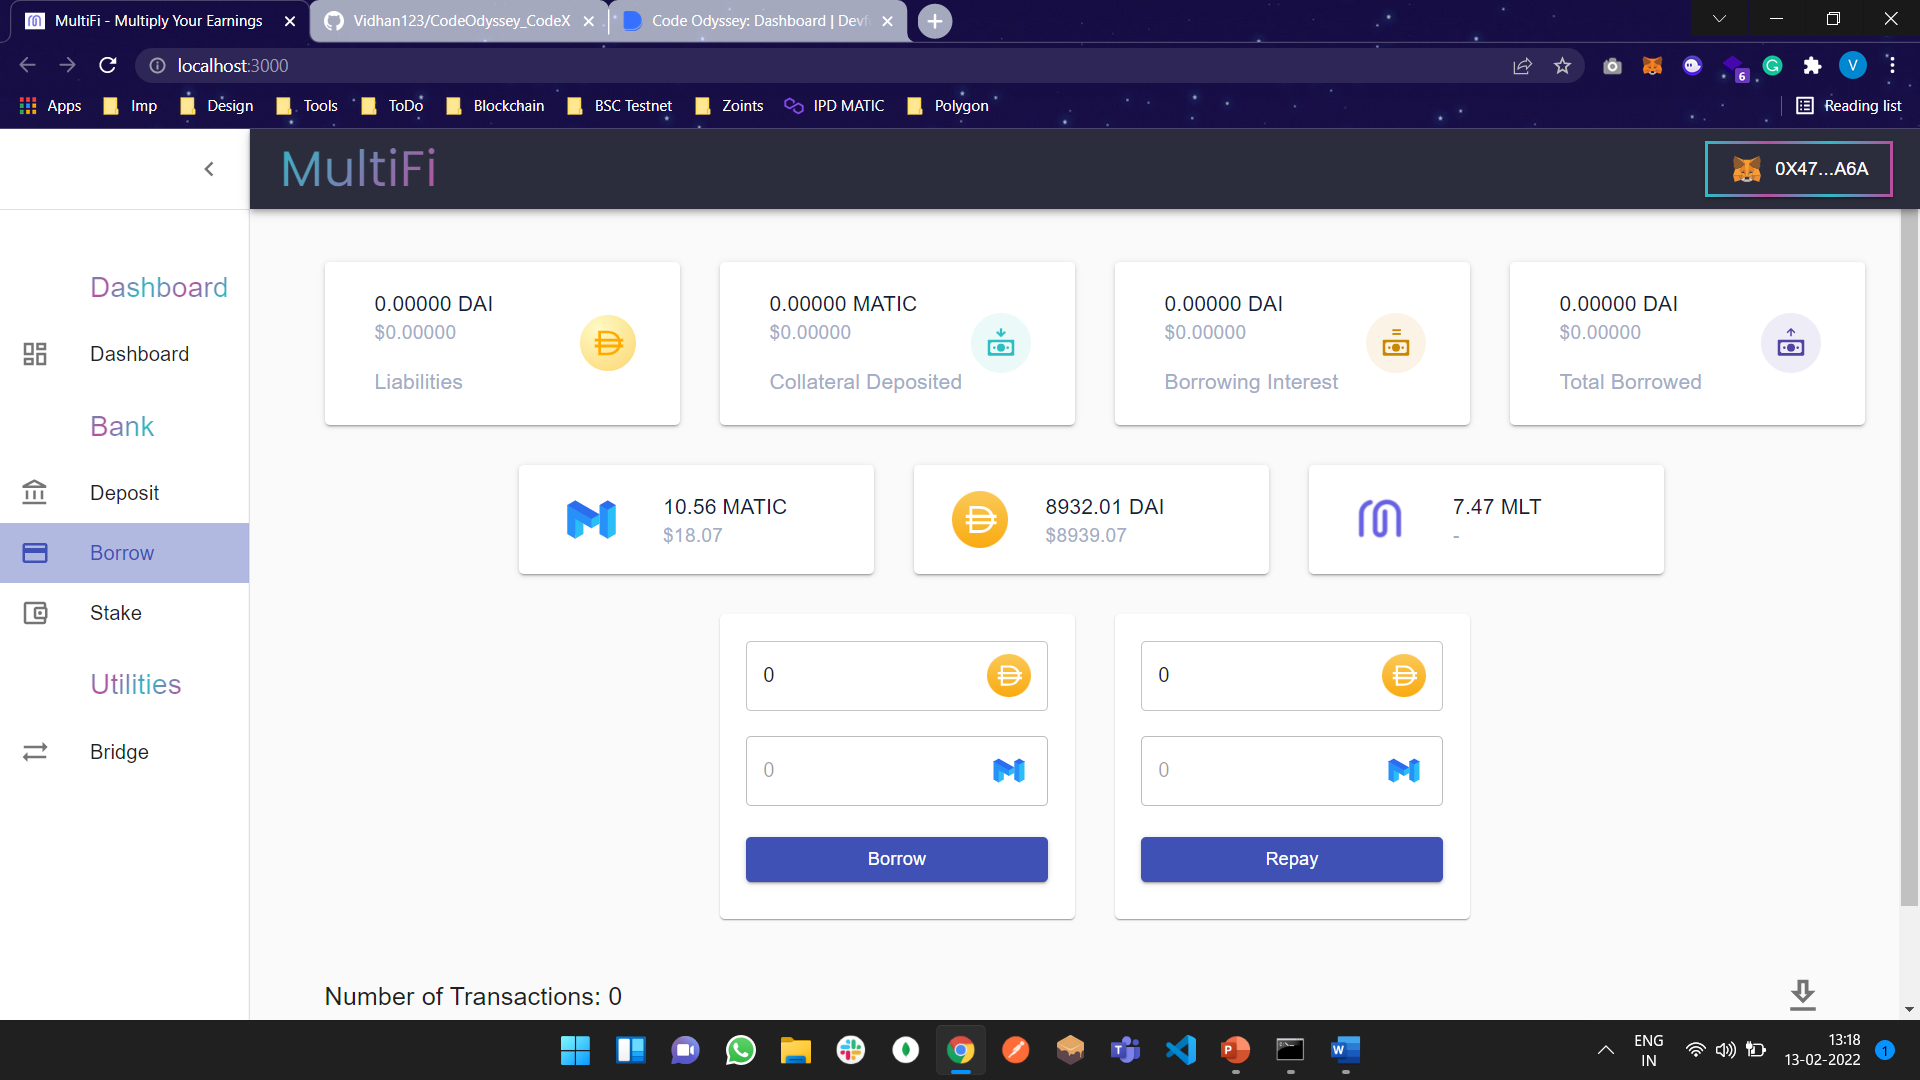 MultiFi - Multiply Your Earnings
Vidhan123/CodeOdyssey_CodeX
Code Odyssey: Dashboard | Devf
localhost:3000
6
V
Apps
Imp
Design
Tools
ToDo
Blockchain
BSC Testnet
Zoints
IPD MATIC
Polygon
Reading list
MultiFi
0X47...A6A
Dashboard
Dashboard
Bank
Deposit
Borrow
Stake
Utilities
Bridge
0.00000 DAI
$0.00000
Liabilities
0.00000 MATIC
$0.00000
Collateral Deposited
0.00000 DAI
$0.00000
Borrowing Interest
0.00000 DAI
$0.00000
Total Borrowed
10.56 MATIC
$18.07
8932.01 DAI
$8939.07
7.47 MLT
-
0
0
Borrow
0
0
Repay
Number of Transactions: 0
ENG
IN
13:18
13-02-2022
1